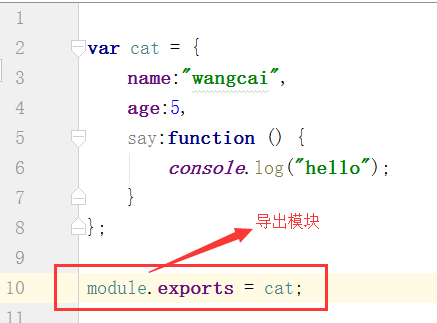 1
2 var cat = {
3 name:"wangcai",
4 age:5,
5 say:function () {
6 console.log("hello");
7 }
8 };
导出模块
9
10 module.exports = cat;
11